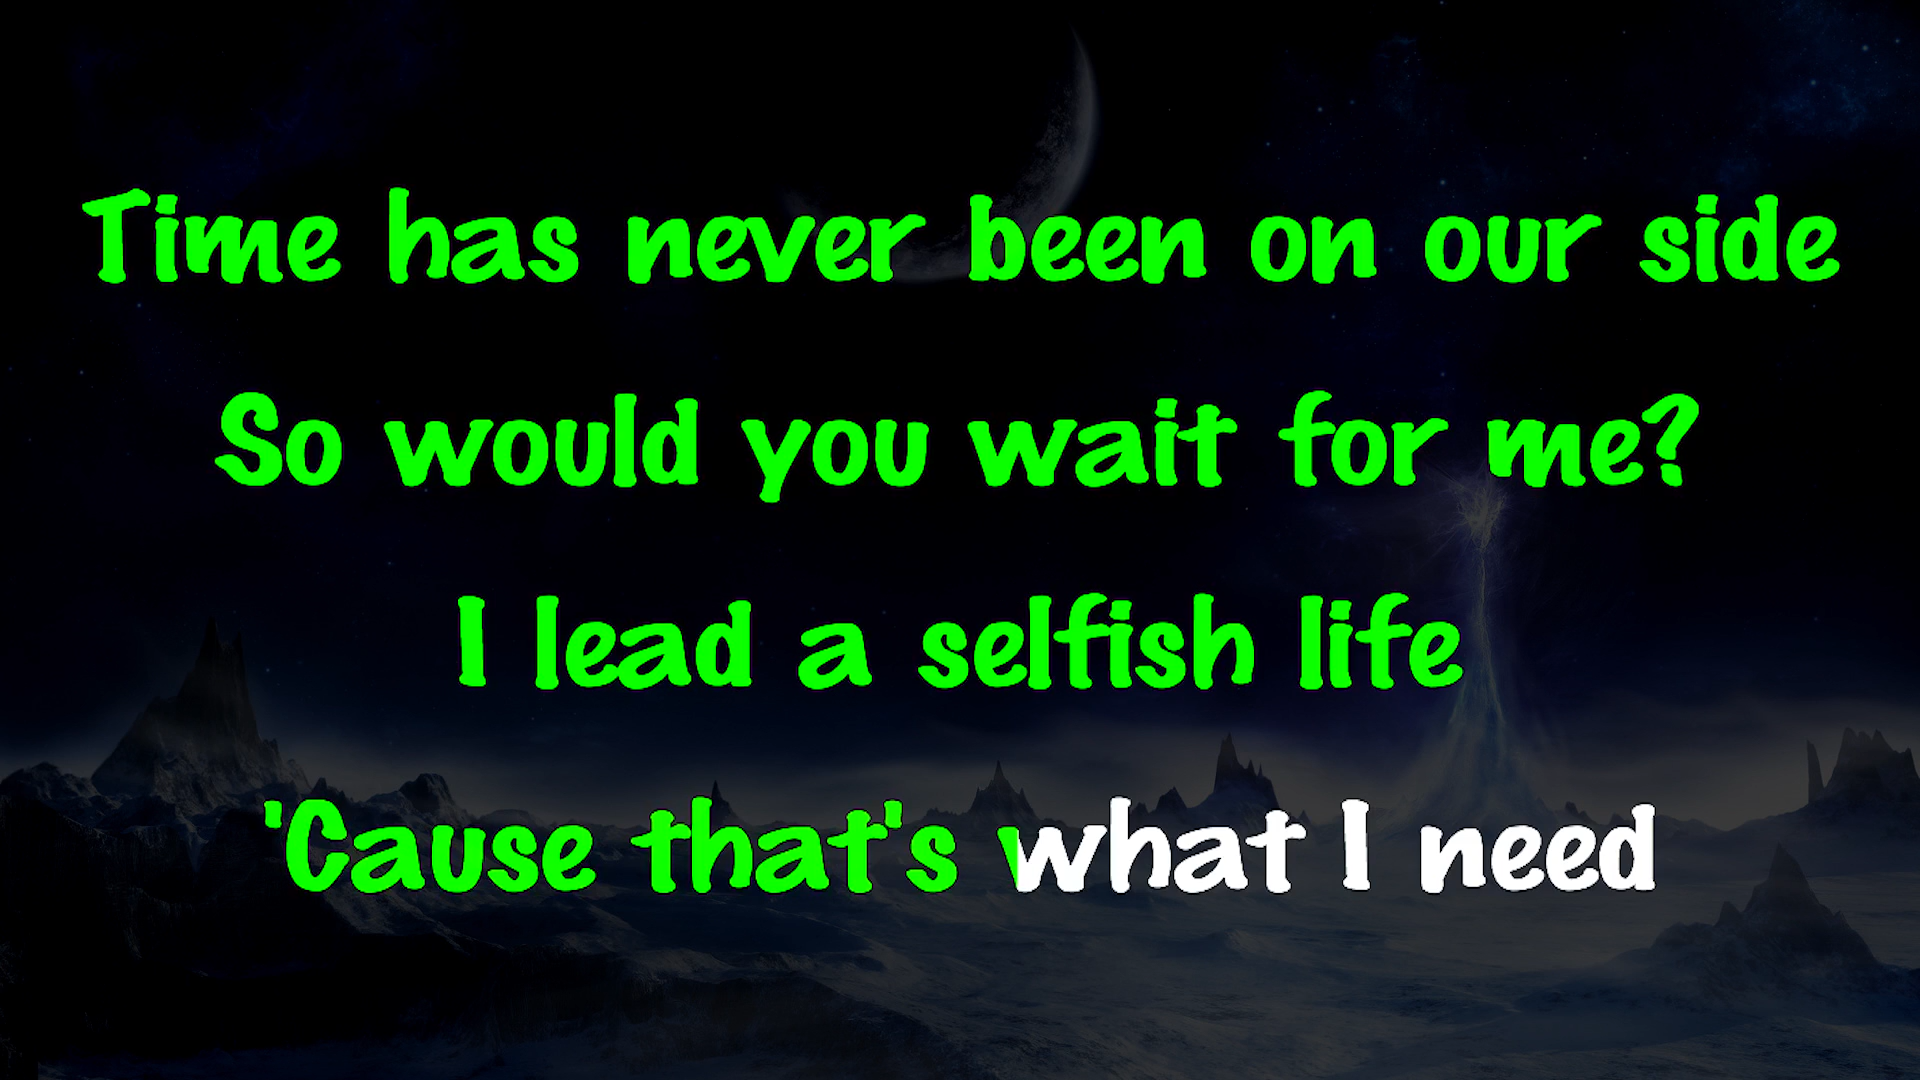 Time has never been on our side
So would you wait for me?
I lead a selfish life
'Cause that's what I need